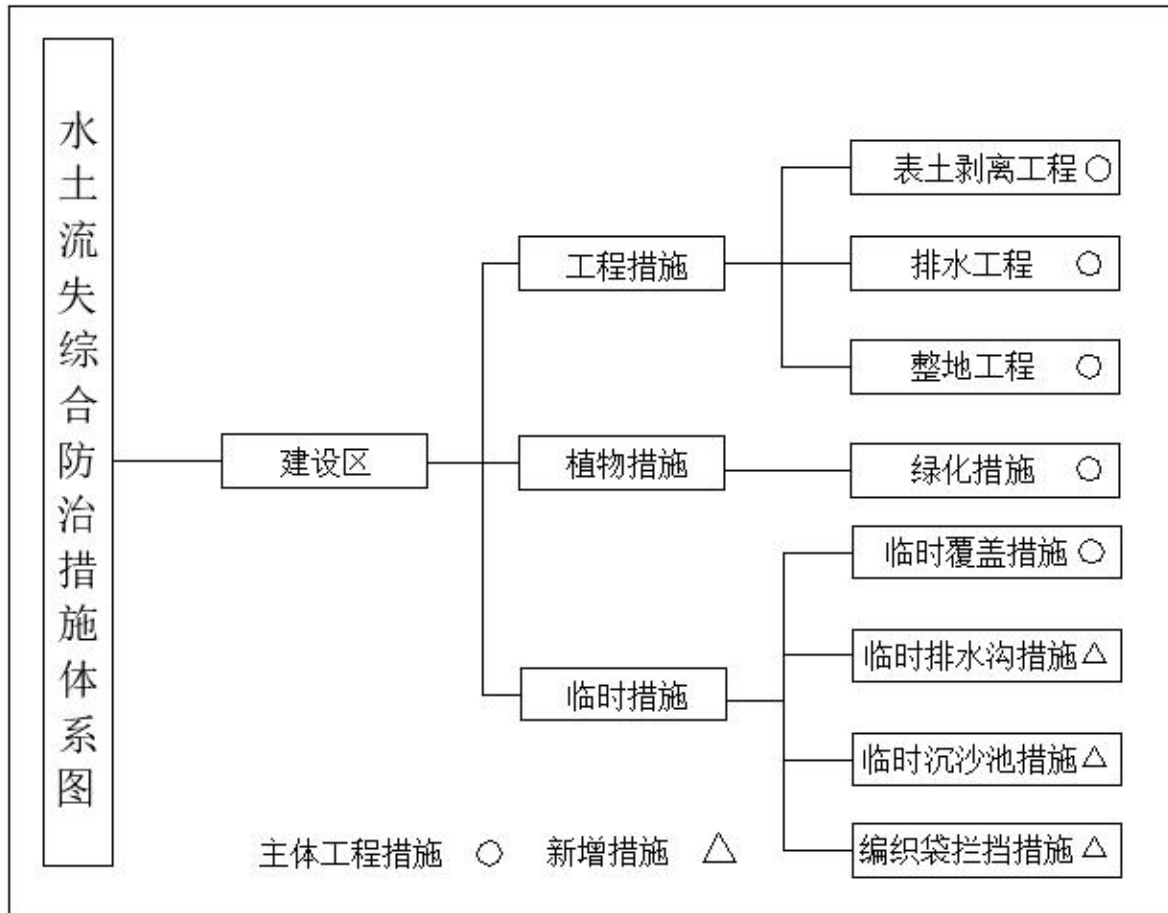 水土流失综合防治措施体系图
建设区
工程措施
表土剥离工程 ○
排水工程 ○
整地工程 ○
植物措施
绿化措施 ○
临时措施
临时覆盖措施 ○
临时排水沟措施 △
临时沉沙池措施 △
编织袋拦挡措施 △
主体工程措施 ○ 新增措施 △